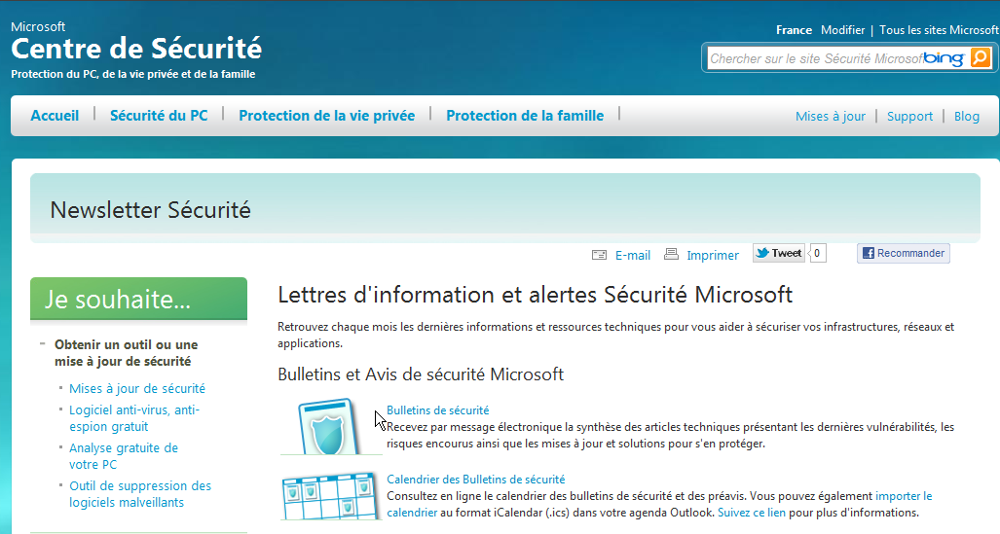 Microsoft
Centre de Sécurité
Protection du PC, de la vie privée et de la famille
France Modifier | Tous les sites Microsoft
Chercher sur le site Sécurité Microsoft bing
Accueil | Sécurité du PC | Protection de la vie privée | Protection de la famille |
Mises à jour | Support | Blog
Newsletter Sécurité
E-mail Imprimer Tweet 0 Recommander
Je souhaite...
- Obtenir un outil ou une
mise à jour de sécurité
Mises à jour de sécurité
Logiciel anti-virus, anti-
espion gratuit
Analyse gratuite de
votre PC
Outil de suppression des
logiciels malveillants
Lettres d'information et alertes Sécurité Microsoft
Retrouvez chaque mois les dernières informations et ressources techniques pour vous aider à sécuriser vos infrastructures, réseaux et
applications.
Bulletins et Avis de sécurité Microsoft
Bulletins de sécurité
Recevez par message électronique la synthèse des articles techniques présentant les dernières vulnérabilités, les
risques encourus ainsi que les mises à jour et solutions pour s'en protéger.
Calendrier des Bulletins de sécurité
Consultez en ligne le calendrier des bulletins de sécurité et des préavis. Vous pouvez également importer le
calendrier au format iCalendar (.ics) dans votre agenda Outlook. Suivez ce lien pour plus d'informations.